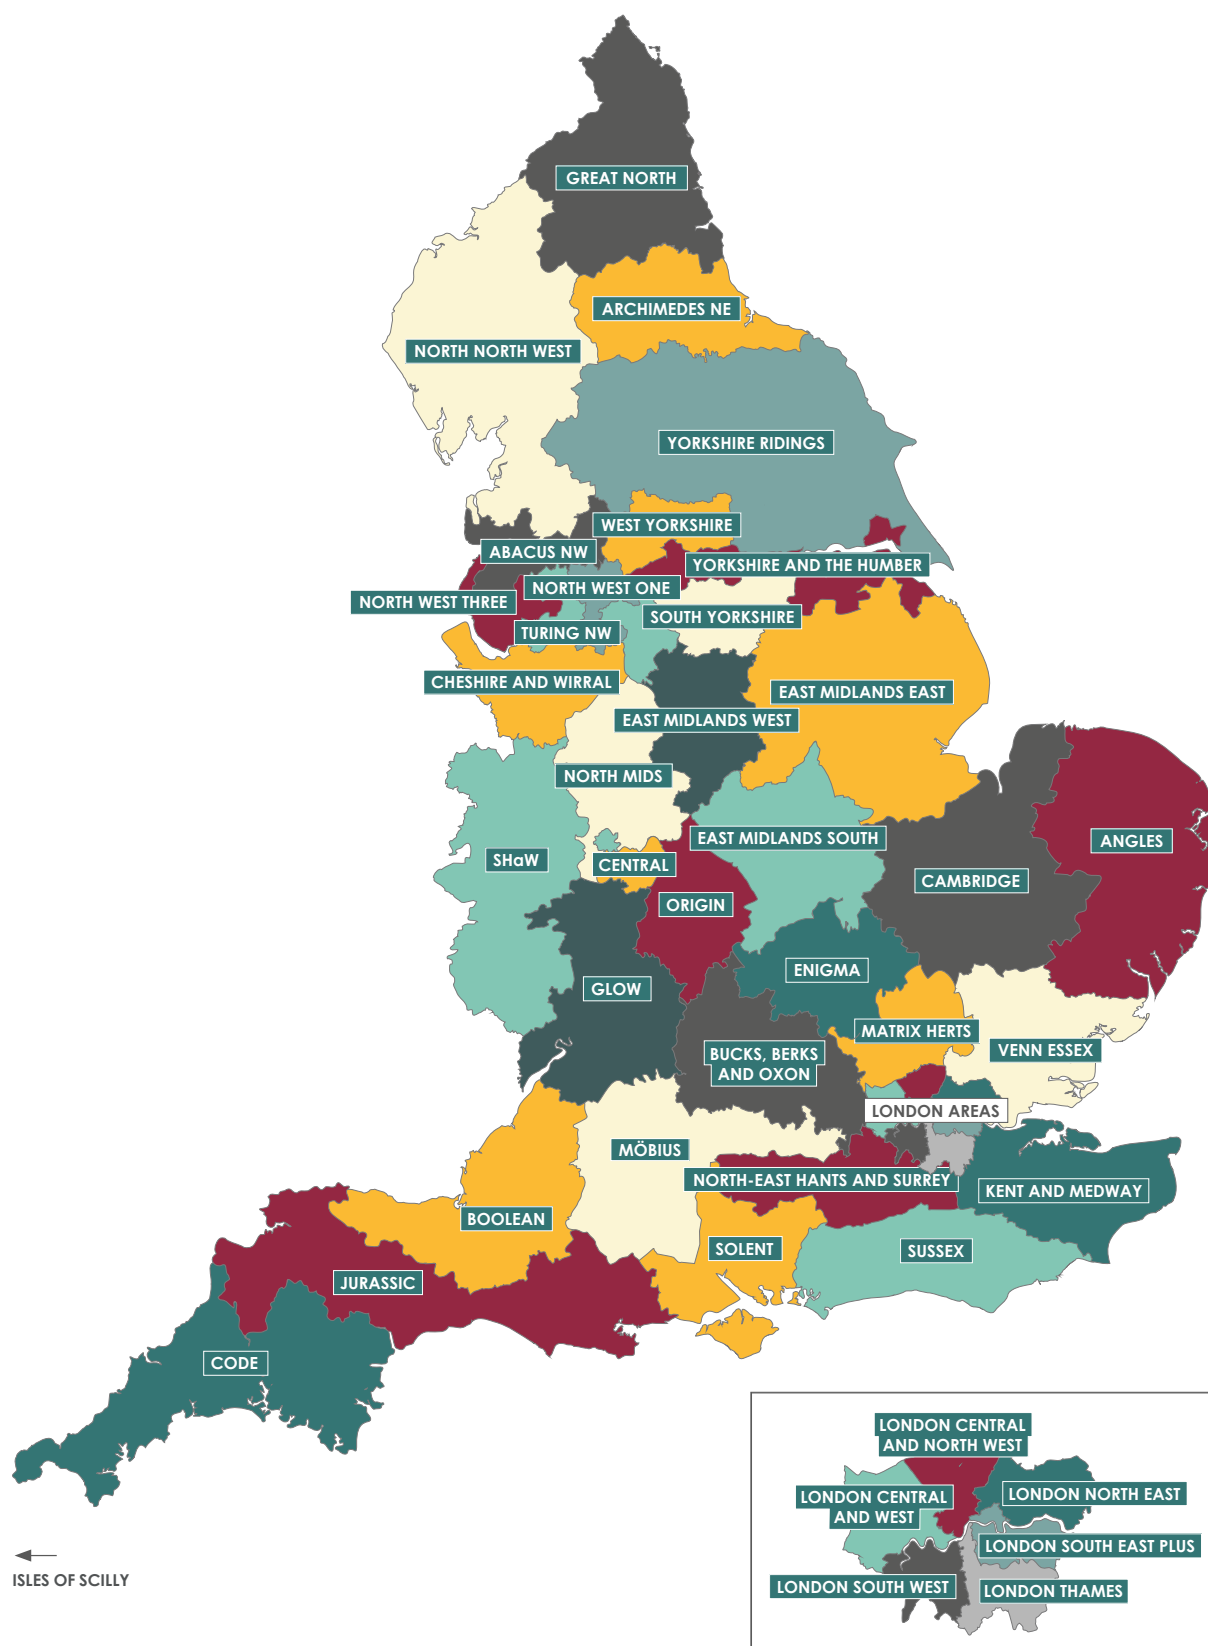 GREAT NORTH
ARCHIMEDES NE
NORTH NORTH WEST
YORKSHIRE RIDINGS
WEST YORKSHIRE
ABACUS NW
YORKSHIRE AND THE HUMBER
NORTH WEST ONE
NORTH WEST THREE
SOUTH YORKSHIRE
TURING NW
CHESHIRE AND WIRRAL
EAST MIDLANDS EAST
EAST MIDLANDS WEST
NORTH MIDS
EAST MIDLANDS SOUTH
ANGLES
SHaW
CENTRAL
CAMBRIDGE
ORIGIN
ENIGMA
GLOW
MATRIX HERTS
VENN ESSEX
BUCKS, BERKS
AND OXON
LONDON AREAS
MÖBIUS
NORTH-EAST HANTS AND SURREY
KENT AND MEDWAY
BOOLEAN
SOLENT
SUSSEX
JURASSIC
CODE
ISLES OF SCILLY
LONDON CENTRAL
AND NORTH WEST
LONDON CENTRAL
AND WEST
LONDON NORTH EAST
LONDON SOUTH EAST PLUS
LONDON SOUTH WEST
LONDON THAMES